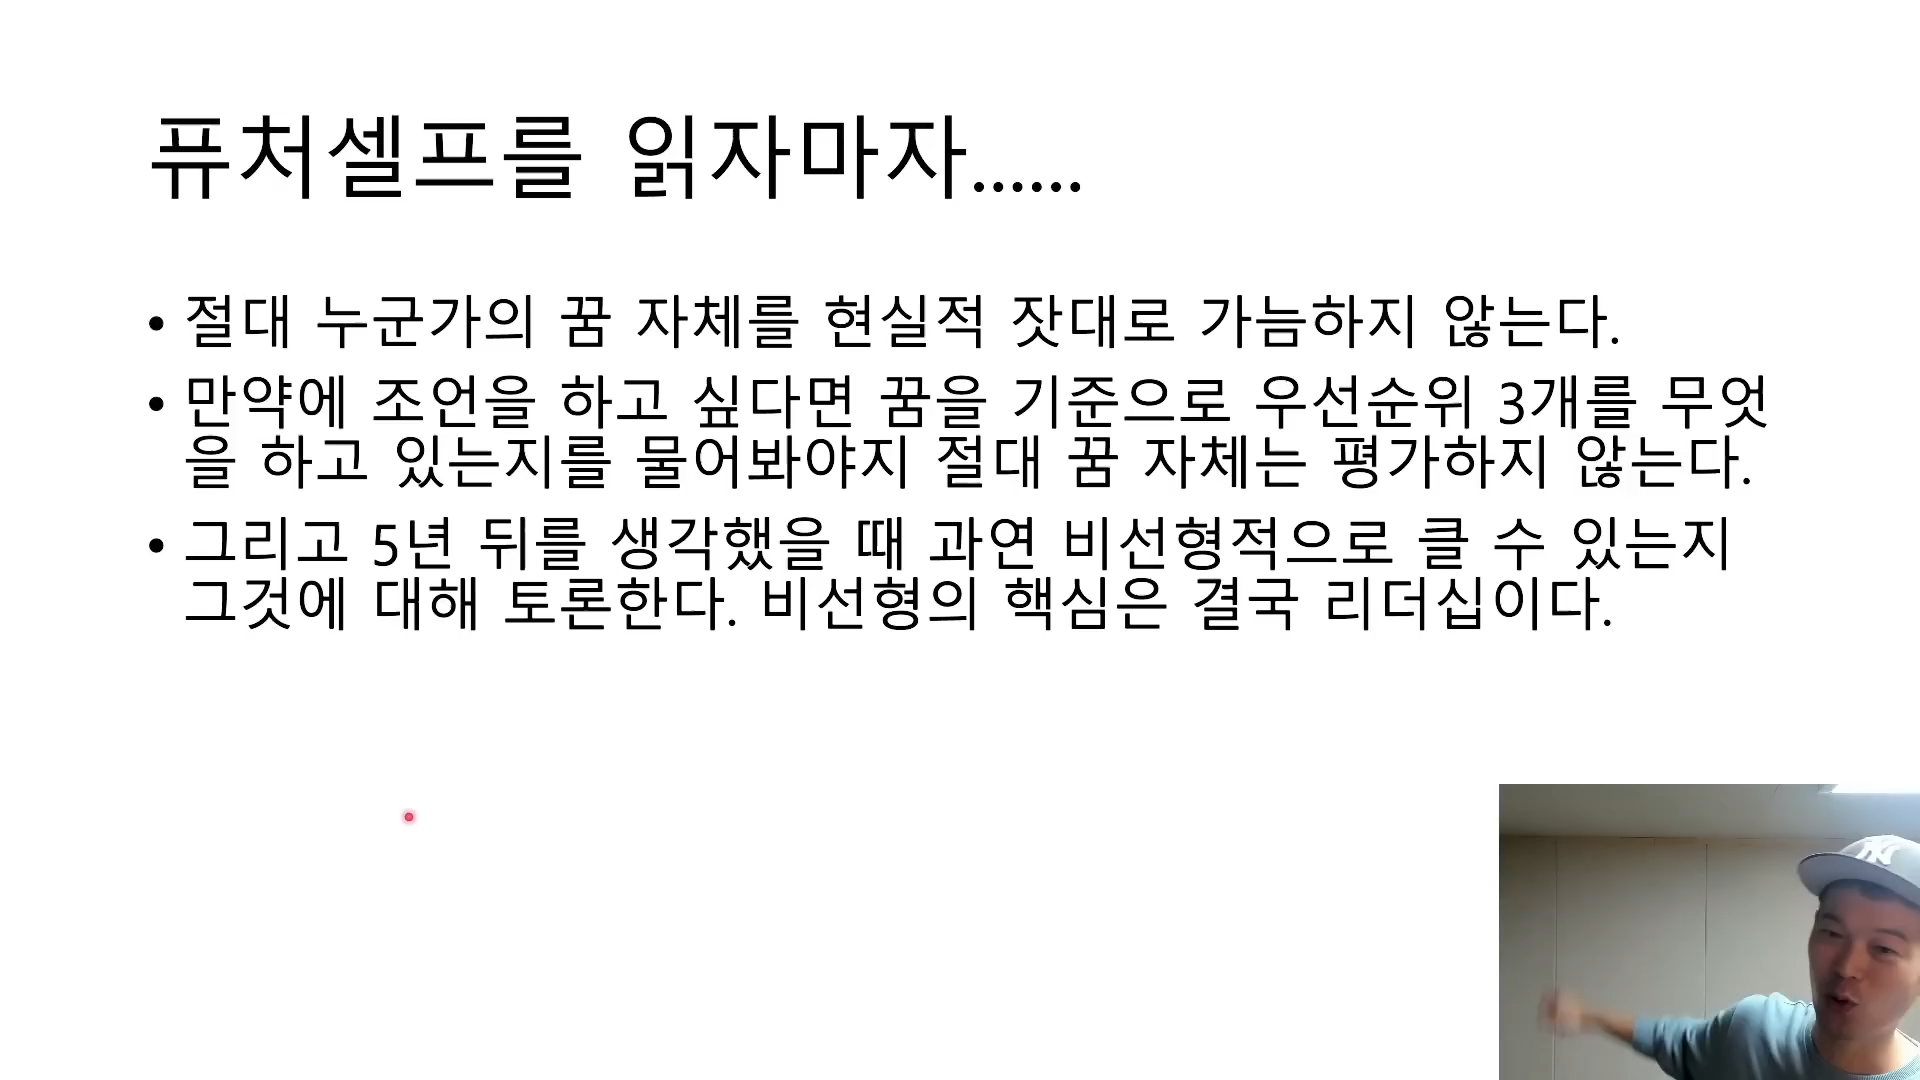 퓨처셀프를 읽자마자......
• 절대 누군가의 꿈 자체를 현실적 잣대로 가늠하지 않는다.
• 만약에 조언을 하고 싶다면 꿈을 기준으로 우선순위 3개를 무엇
을 하고 있는지를 물어봐야지 절대 꿈 자체는 평가하지 않는다.
• 그리고 5년 뒤를 생각했을 때 과연 비선형적으로 클 수 있는지
그것에 대해 토론한다. 비선형의 핵심은 결국 리더십이다.
NY